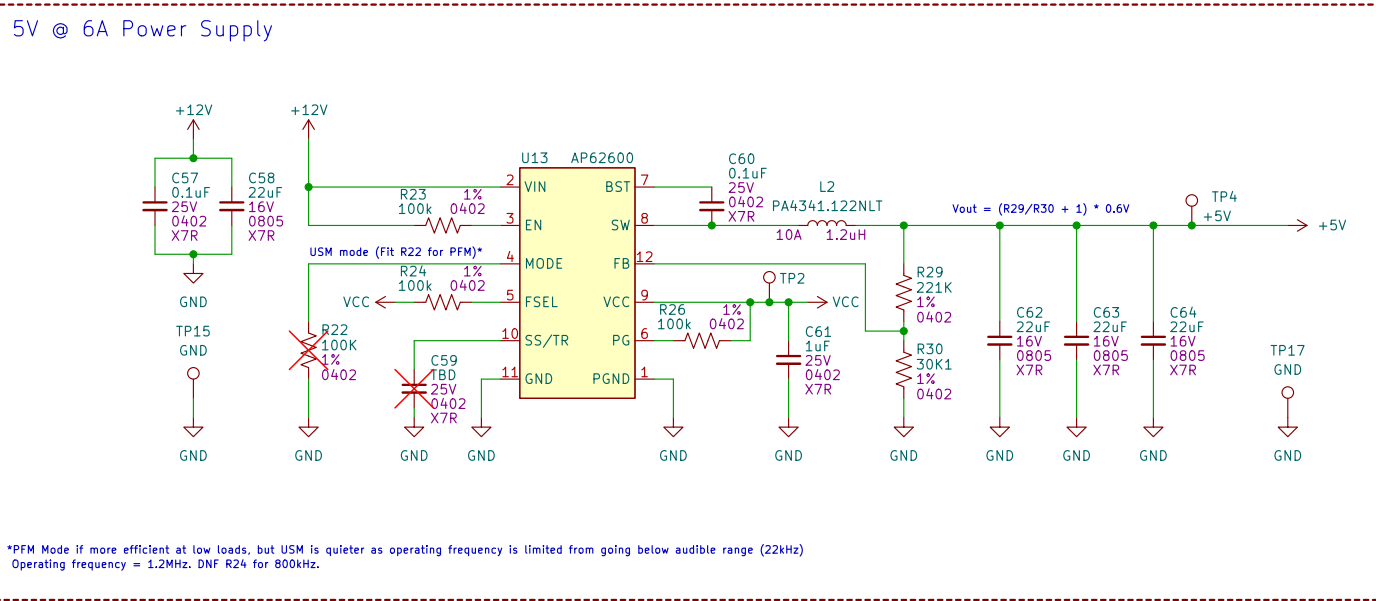 5V @ 6A Power Supply
+12V
+12V
C57
0.1uF
25V
0402
X7R
C58
22uF
16V
0805
X7R
GND
TP15
GND
GND
R23
100k
1%
0402
USM mode (Fit R22 for PFM)*
R24
100k
1%
0402
VCC
R22
100K
1%
0402
GND
C59
TBD
25V
0402
X7R
GND
GND
U13
AP62600
2
VIN
3
EN
4
MODE
5
FSEL
10
SS/TR
11
GND
BST
7
SW
8
FB
12
VCC
9
PG
6
PGND
1
C60
0.1uF
25V
0402
X7R
L2
PA4341.122NLT
10A
1.2uH
R26
100k
1%
0402
TP2
VCC
GND
C61
1uF
25V
0402
X7R
GND
Vout = (R29/R30 + 1) * 0.6V
R29
221K
1%
0402
R30
30K1
1%
0402
GND
C62
22uF
16V
0805
X7R
GND
C63
22uF
16V
0805
X7R
GND
C64
22uF
16V
0805
X7R
GND
TP4
+5V
+5V
TP17
GND
GND
*PFM Mode if more efficient at low loads, but USM is quieter as operating frequency is limited from going below audible range (22kHz)
Operating frequency = 1.2MHz. DNF R24 for 800kHz.